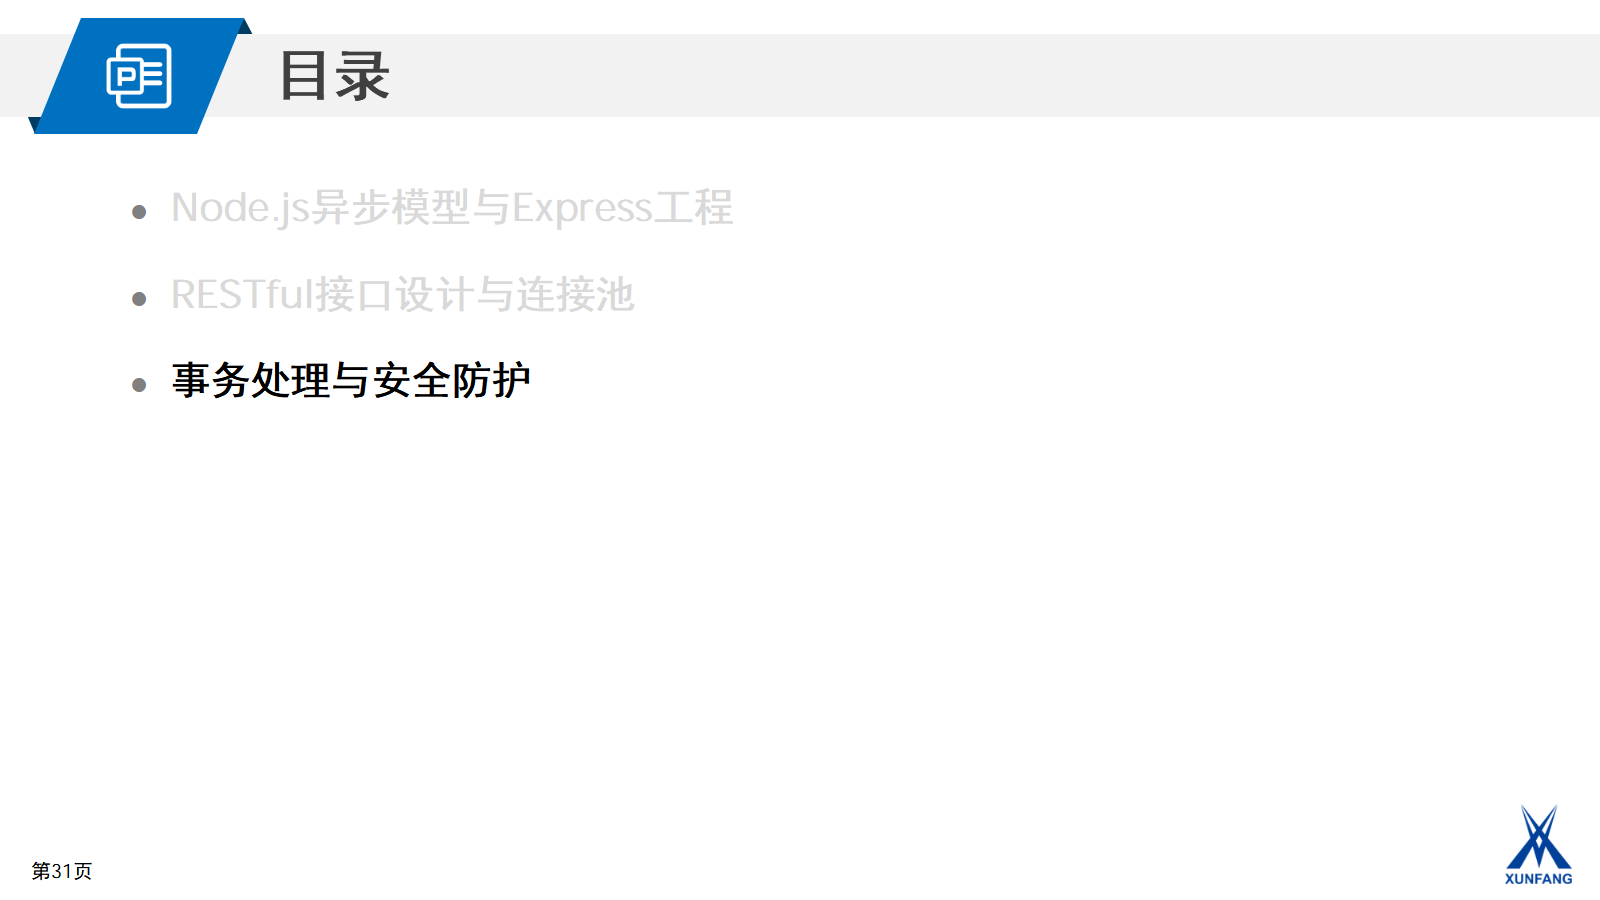 目录
Node.js异步模型与Express工程
RESTful接口设计与连接池
事务处理与安全防护
第31页
XUNFANG